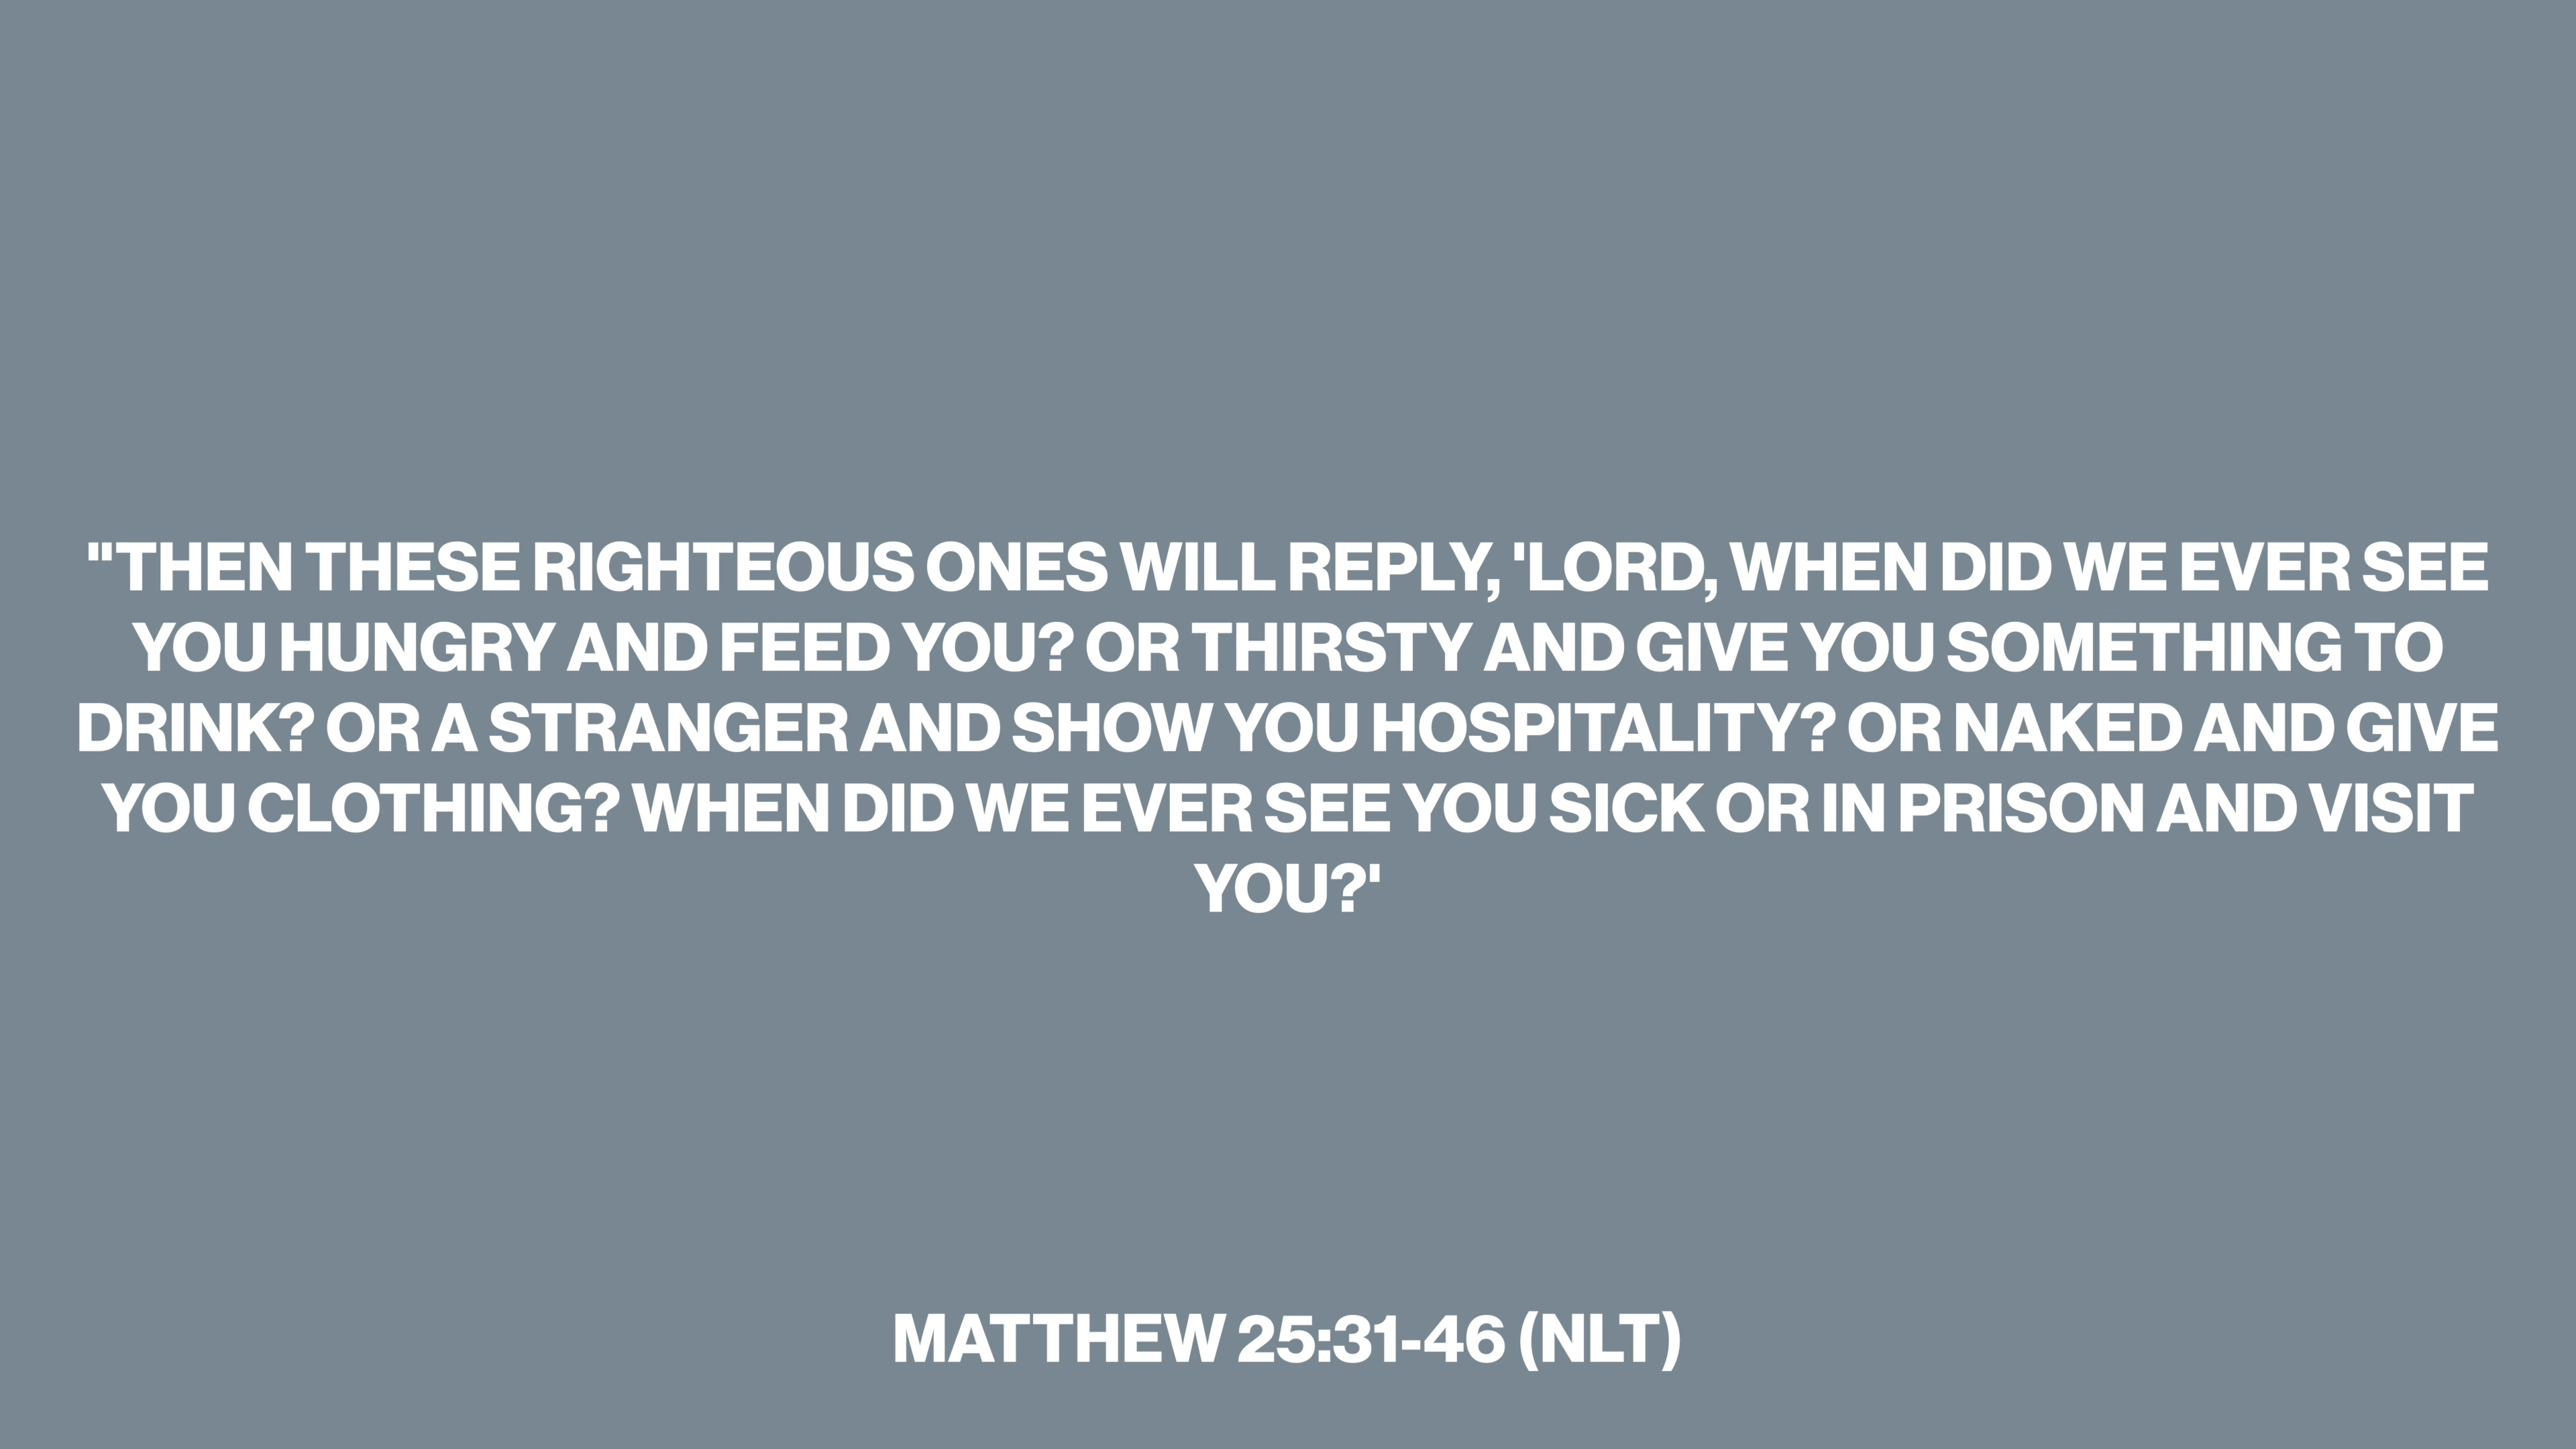 "THEN THESE RIGHTEOUS ONES WILL REPLY, 'LORD, WHEN DID WE EVER SEE
YOU HUNGRY AND FEED YOU? OR THIRSTY AND GIVE YOU SOMETHING TO
DRINK? OR A STRANGER AND SHOW YOU HOSPITALITY? OR NAKED AND GIVE
YOU CLOTHING? WHEN DID WE EVER SEE YOU SICK OR IN PRISON AND VISIT
YOU?'
MATTHEW 25:31-46 (NLT)